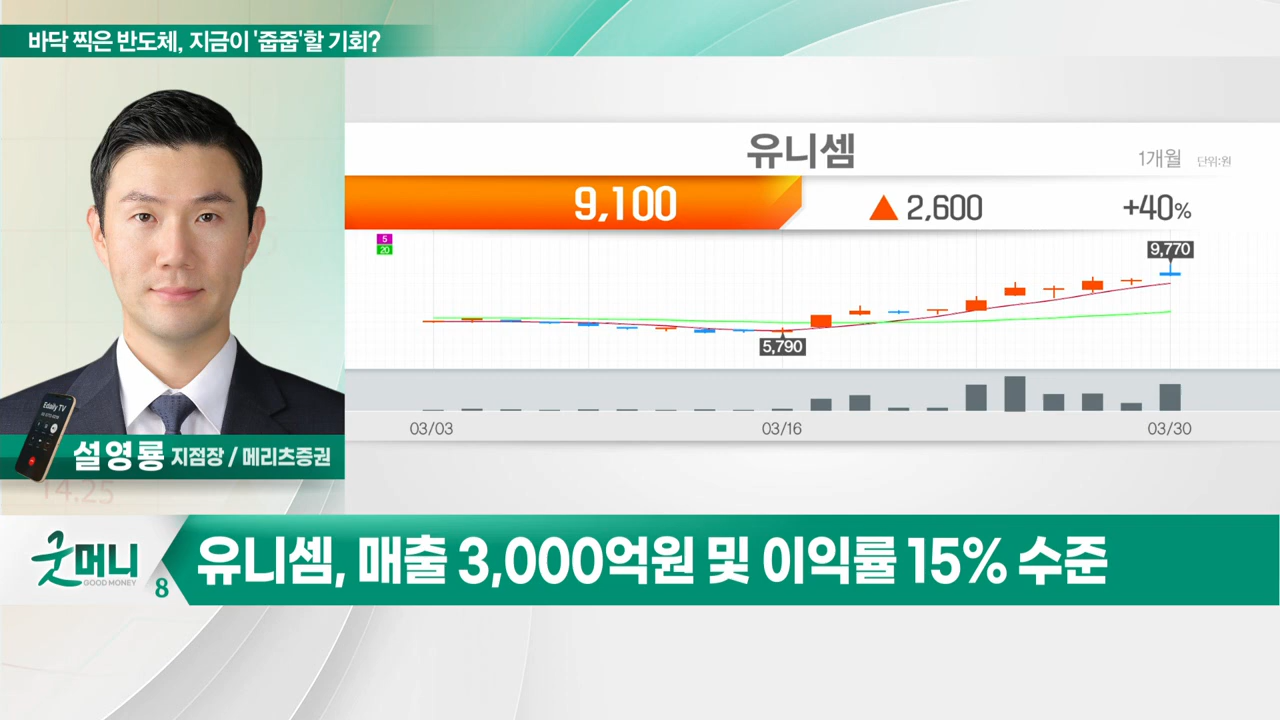 바닥 찍은 반도체, 지금이 '줍줍'할 기회?
유니셈
1개월 단위:원
9,100 ▲ 2,600 +40%
5
20
9,770
5,790
03/03 03/16 03/30
Edaily TV
설영룡 지점장 / 메리츠증권
14.25
굿머니
GOOD MONEY
8
유니셈, 매출 3,000억원 및 이익률 15% 수준